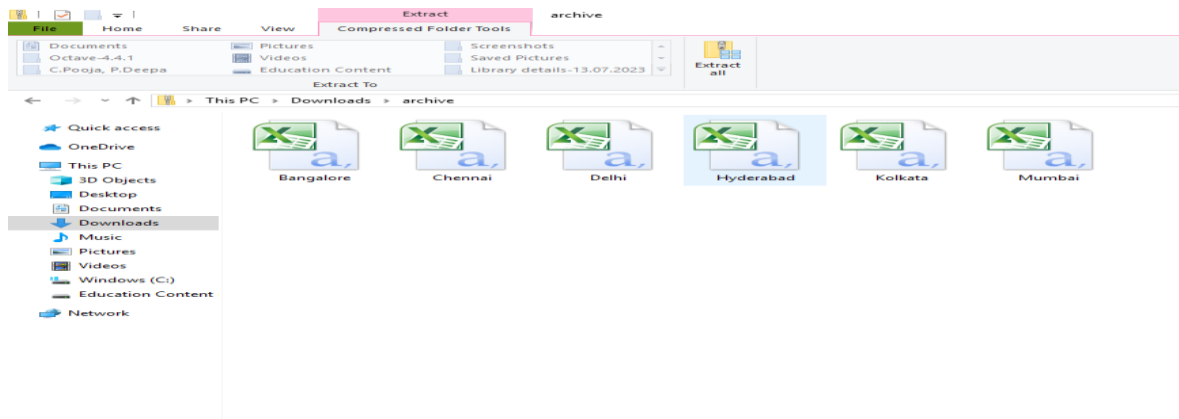 Extract archive
File Home Share View Compressed Folder Tools
Documents Pictures Screenshots
Octave-4.4.1 Videos Saved Pictures
C.Pooja, P.Deepa Education Content Library details-13.07.2023
Extract all
Extract To
This PC > Downloads > archive
Quick access
OneDrive
This PC
3D Objects
Desktop
Documents
Downloads
Music
Pictures
Videos
Windows (C:)
Education Content
Network
Bangalore Chennai Delhi Hyderabad Kolkata Mumbai